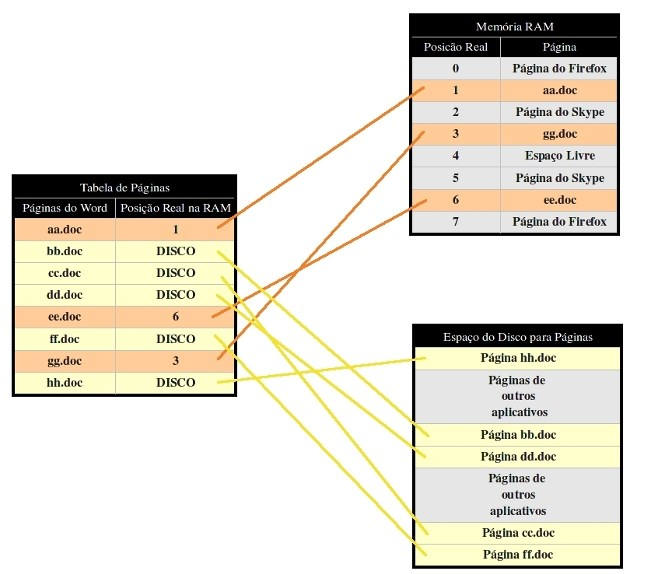 Memória RAM
Posicão Real Página
0 Página do Firefox
1 aa.doc
2 Página do Skype
3 gg.doc
4 Espaço Livre
5 Página do Skype
6 ee.doc
7 Página do Firefox
Tabela de Páginas
Páginas do Word Posição Real na RAM
aa.doc 1
bb.doc DISCO
cc.doc DISCO
dd.doc DISCO
ee.doc 6
ff.doc DISCO
gg.doc 3
hh.doc DISCO
Espaço do Disco para Páginas
Página hh.doc
Páginas de
outros
aplicativos
Página bb.doc
Página dd.doc
Páginas de
outros
aplicativos
Página cc.doc
Página ff.doc